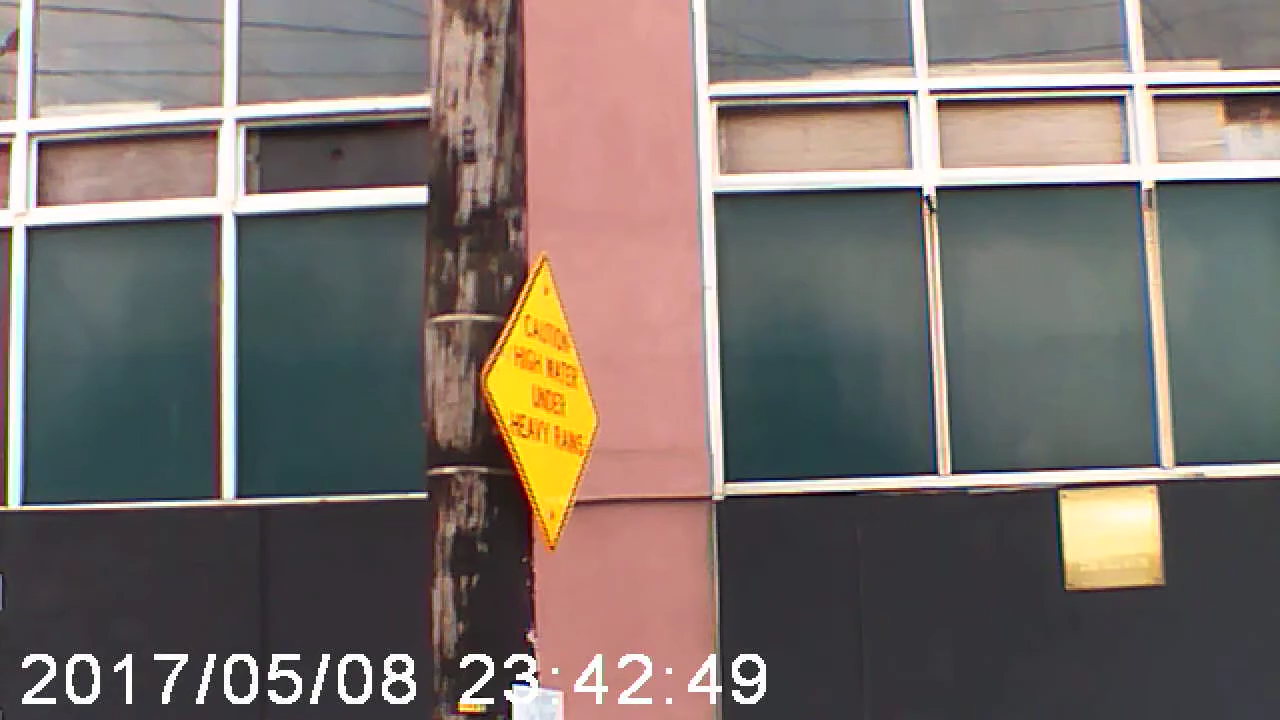 CAUTION
HIGH WATER
UNDER
HEAVY RAINS
2017/05/08 23:42:49